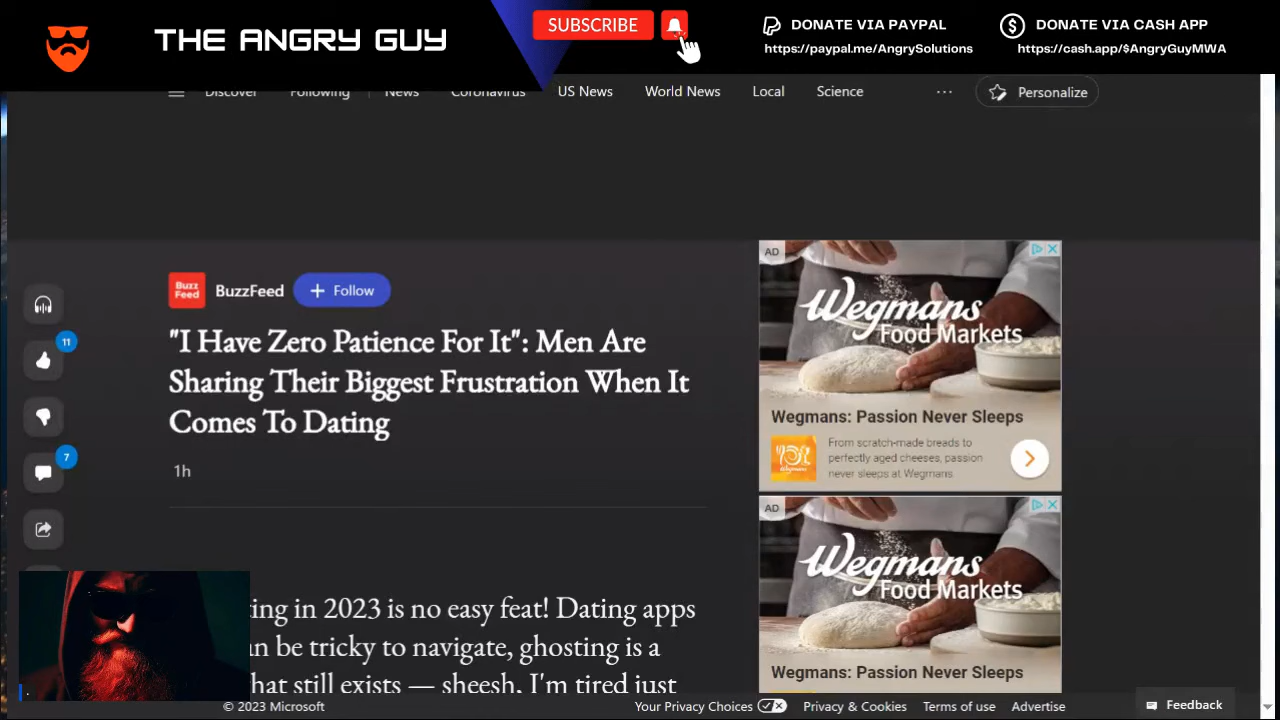 THE ANGRY GUY
SUBSCRIBE
DONATE VIA PAYPAL
https://paypal.me/AngrySolutions
DONATE VIA CASH APP
https://cash.app/$AngryGuyMWA
Discover Following News Coronavirus US News World News Local Science ... Personalize
Buzz
Feed
BuzzFeed
+ Follow
"I Have Zero Patience For It": Men Are
Sharing Their Biggest Frustration When It
Comes To Dating
1h
11
7
ting in 2023 is no easy feat! Dating apps
n be tricky to navigate, ghosting is a
hat still exists — sheesh, I'm tired just
AD
Wegmans
Food Markets
Wegmans: Passion Never Sleeps
From scratch-made breads to
perfectly aged cheeses, passion
never sleeps at Wegmans
AD
Wegmans
Food Markets
Wegmans: Passion Never Sleeps
© 2023 Microsoft
Your Privacy Choices Privacy & Cookies Terms of use Advertise Feedback